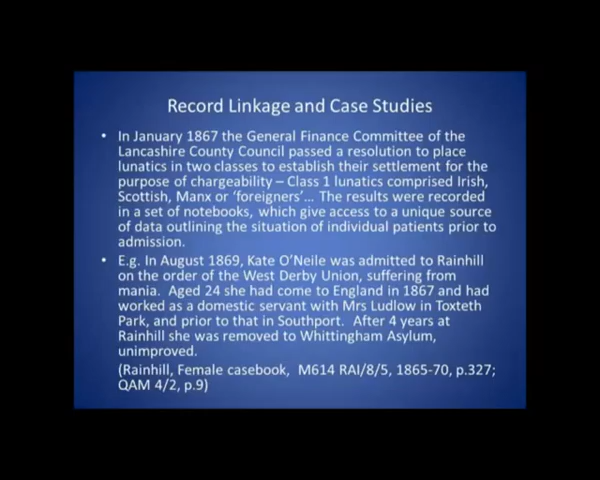 Record Linkage and Case Studies
• In January 1867 the General Finance Committee of the
Lancashire County Council passed a resolution to place
lunatics in two classes to establish their settlement for the
purpose of chargeability – Class 1 lunatics comprised Irish,
Scottish, Manx or 'foreigners'... The results were recorded
in a set of notebooks, which give access to a unique source
of data outlining the situation of individual patients prior to
admission.
• E.g. In August 1869, Kate O'Neile was admitted to Rainhill
on the order of the West Derby Union, suffering from
mania. Aged 24 she had come to England in 1867 and had
worked as a domestic servant with Mrs Ludlow in Toxteth
Park, and prior to that in Southport. After 4 years at
Rainhill she was removed to Whittingham Asylum,
unimproved.
(Rainhill, Female casebook, M614 RAI/8/5, 1865-70, p.327;
QAM 4/2, p.9)